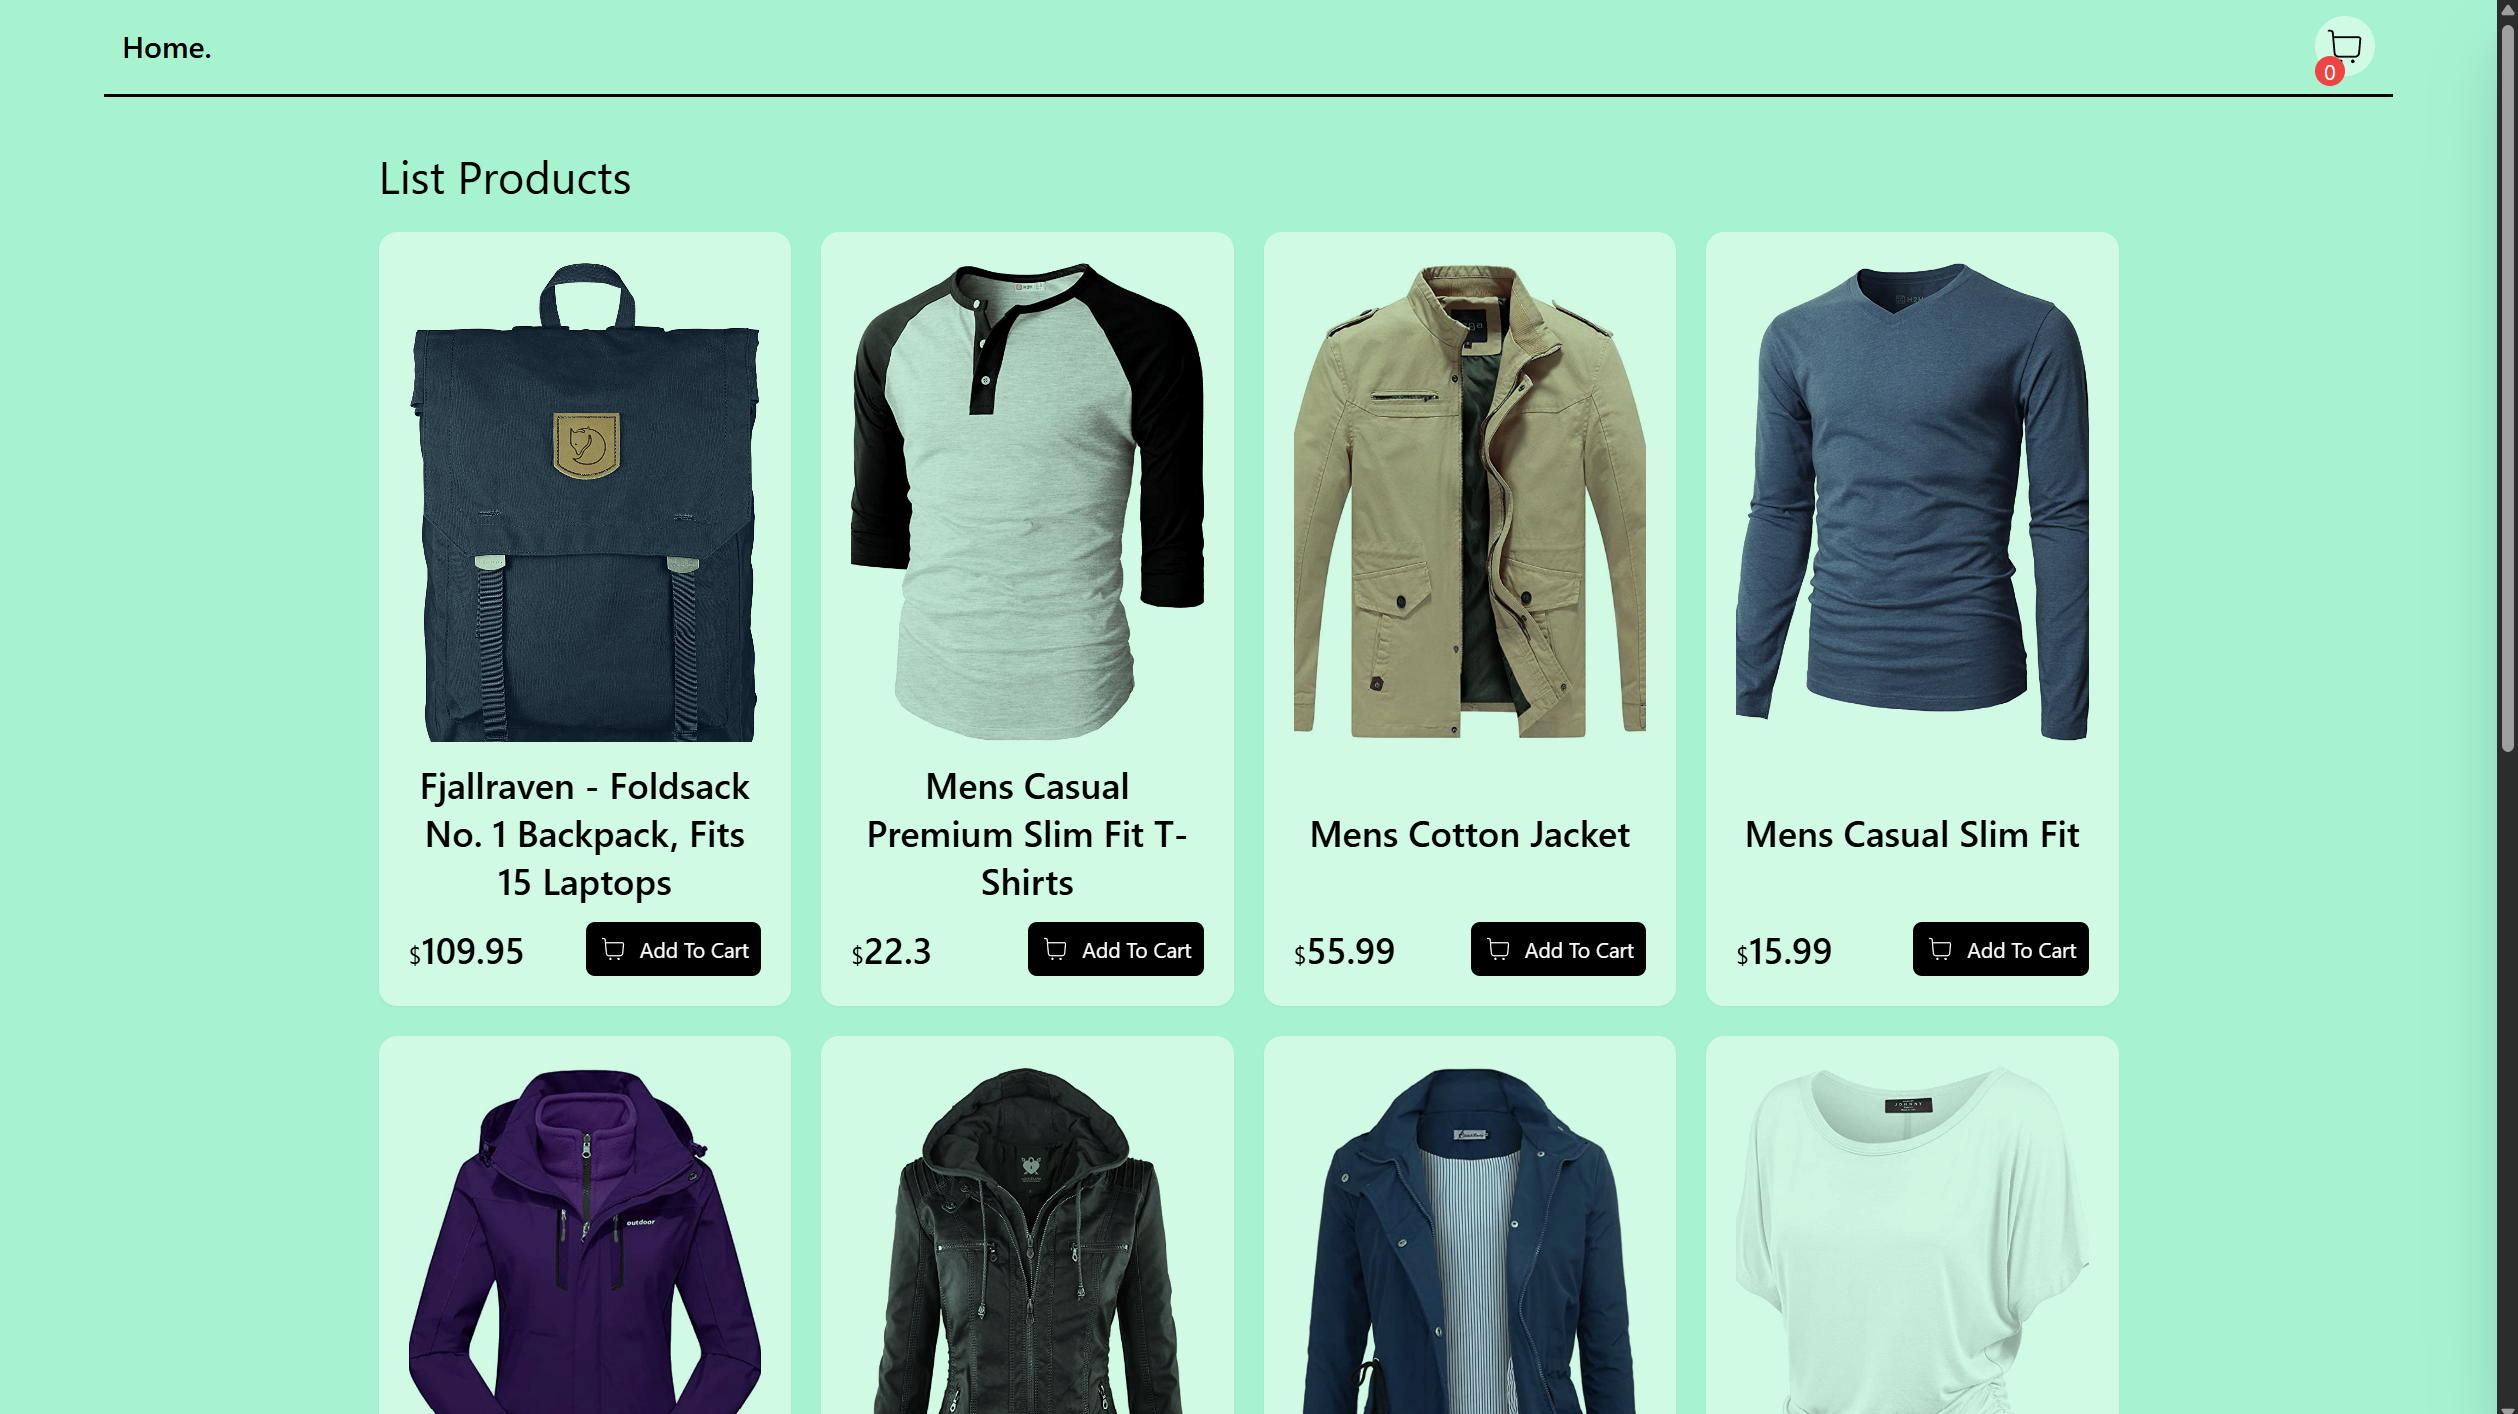 Home.
0
List Products
Fjallraven - Foldsack
No. 1 Backpack, Fits
15 Laptops
$109.95
Add To Cart
Mens Casual
Premium Slim Fit T-
Shirts
$22.3
Add To Cart
Mens Cotton Jacket
$55.99
Add To Cart
Mens Casual Slim Fit
$15.99
Add To Cart
outdoor
JOHNNY